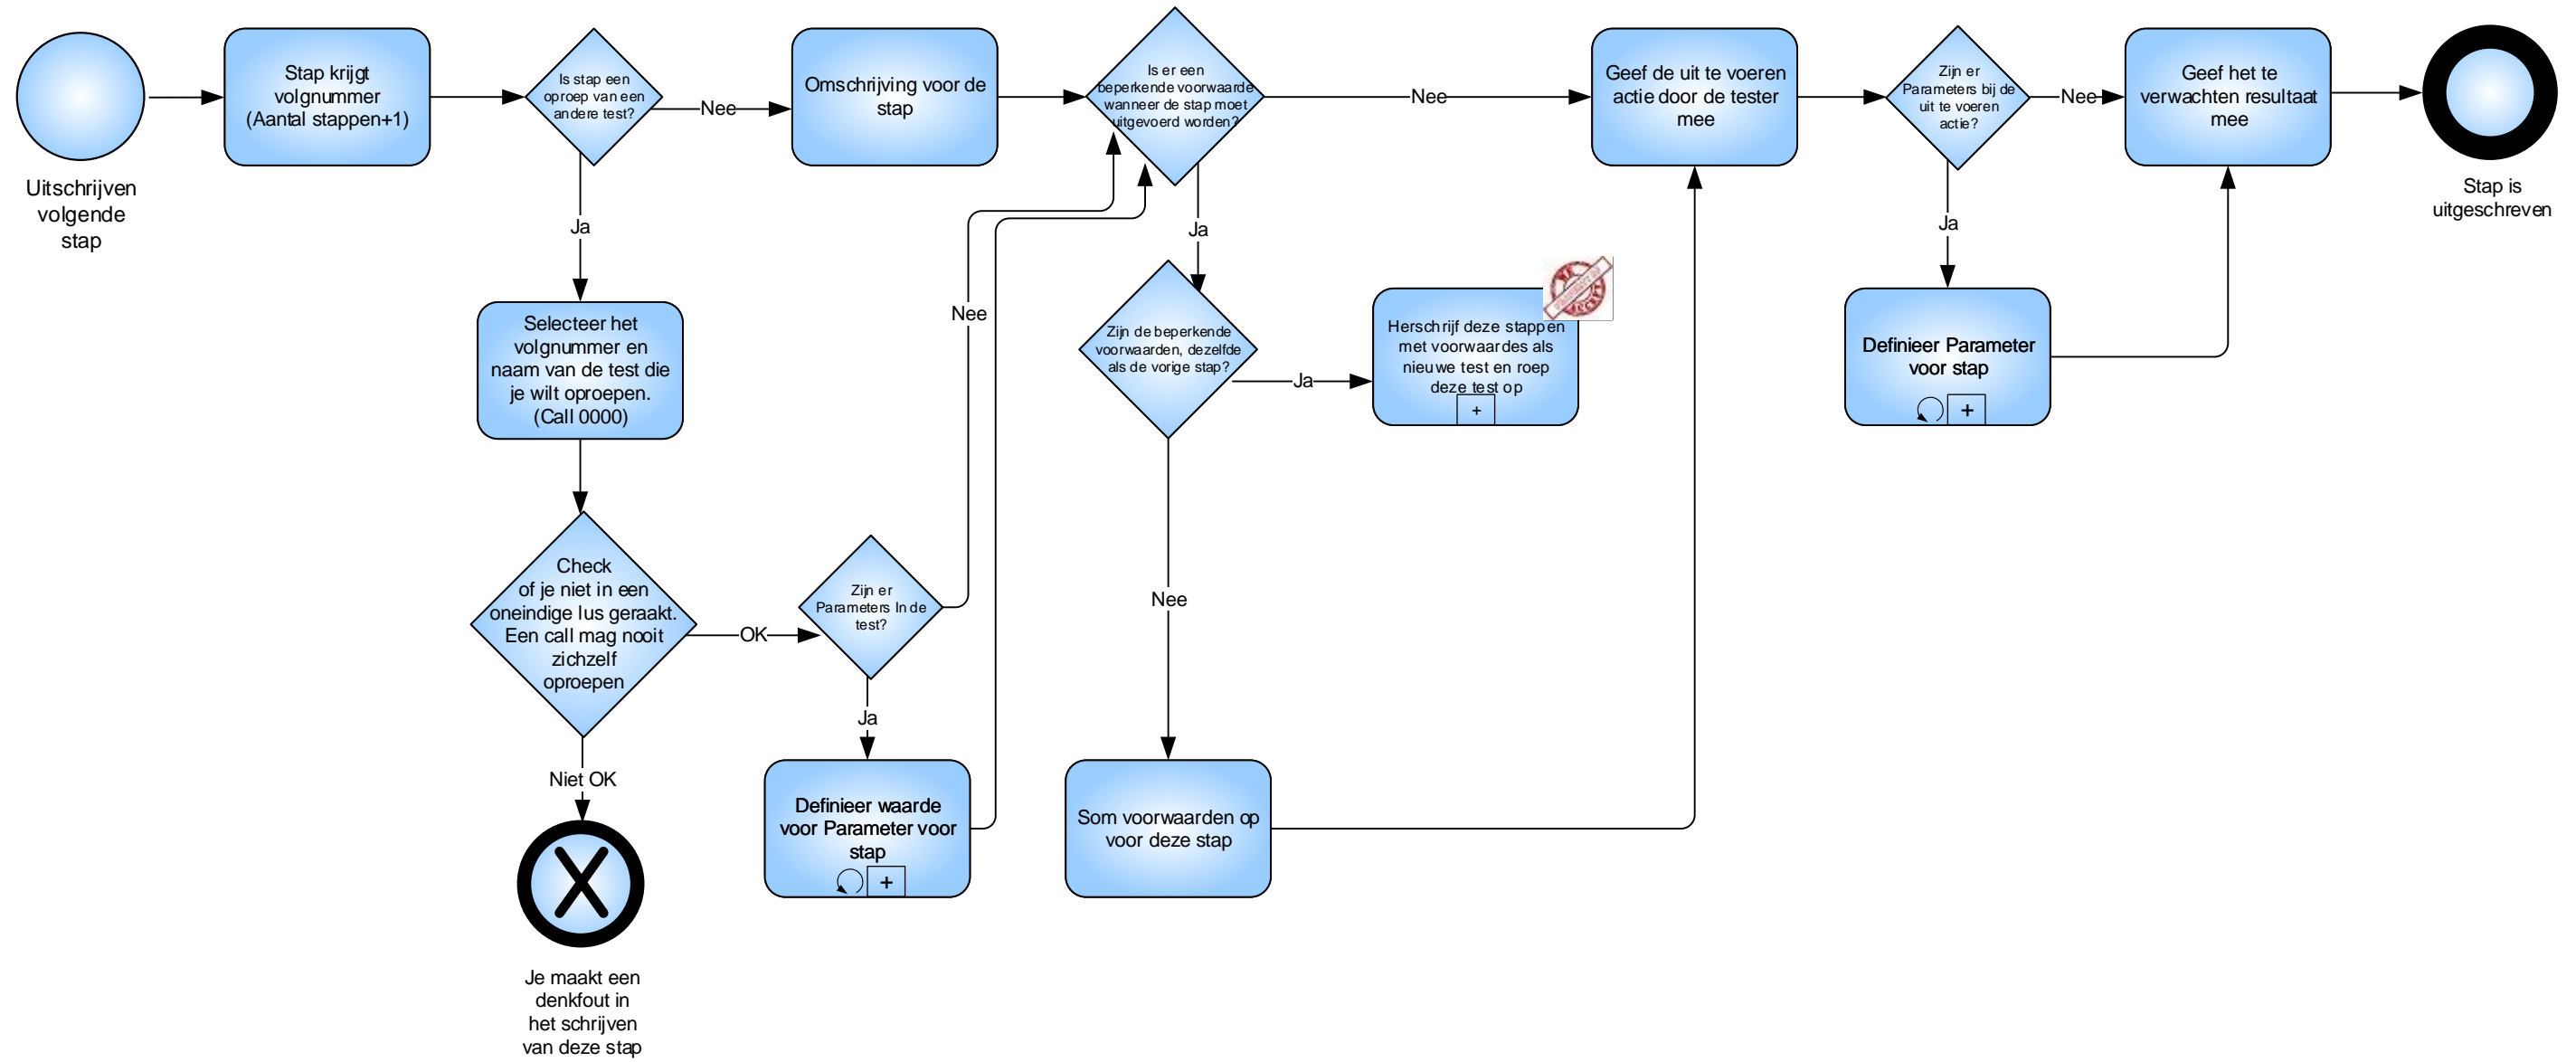 Uitschrijven
volgende
stap
Stap krijgt
volgnummer
(Aantal stappen+1)
Is stap een
oproep van een
andere test?
Nee
Ja
Omschrijving voor de
stap
Is er een
beperkende voorwaarde
wanneer de stap moet
uitgevoerd worden?
Nee
Ja
Geef de uit te voeren
actie door de tester
mee
Zijn er
Parameters bij de
uit te voeren
actie?
Nee
Ja
Geef het te
verwachten resultaat
mee
Stap is
uitgeschreven
Selecteer het
volgnummer en
naam van de test die
je wilt oproepen.
(Call 0000)
Nee
Zijn de beperkende
voorwaarden, dezelfde
als de vorige stap?
Ja
Herschrijf deze stappen
met voorwaardes als
nieuwe test en roep
deze test op
+
Definieer Parameter
voor stap
+
Check
of je niet in een
oneindige lus geraakt.
Een call mag nooit
zichzelf
oproepen
OK
Zijn er
Parameters In de
test?
Nee
Ja
Niet OK
Definieer waarde
voor Parameter voor
stap
+
Som voorwaarden op
voor deze stap
X
Je maakt een
denkfout in
het schrijven
van deze stap